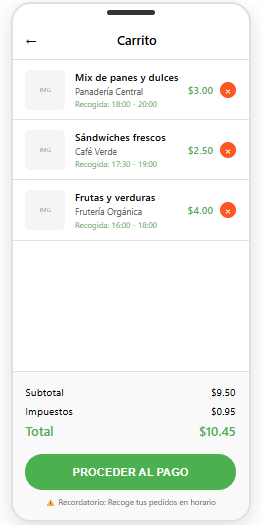 ← Carrito
IMG
Mix de panes y dulces
Panadería Central
Recogida: 18:00 - 20:00
$3.00 ×
IMG
Sándwiches frescos
Café Verde
Recogida: 17:30 - 19:00
$2.50 ×
IMG
Frutas y verduras
Frutería Orgánica
Recogida: 16:00 - 18:00
$4.00 ×
Subtotal $9.50
Impuestos $0.95
Total $10.45
PROCEDER AL PAGO
⚠️ Recordatorio: Recoge tus pedidos en horario